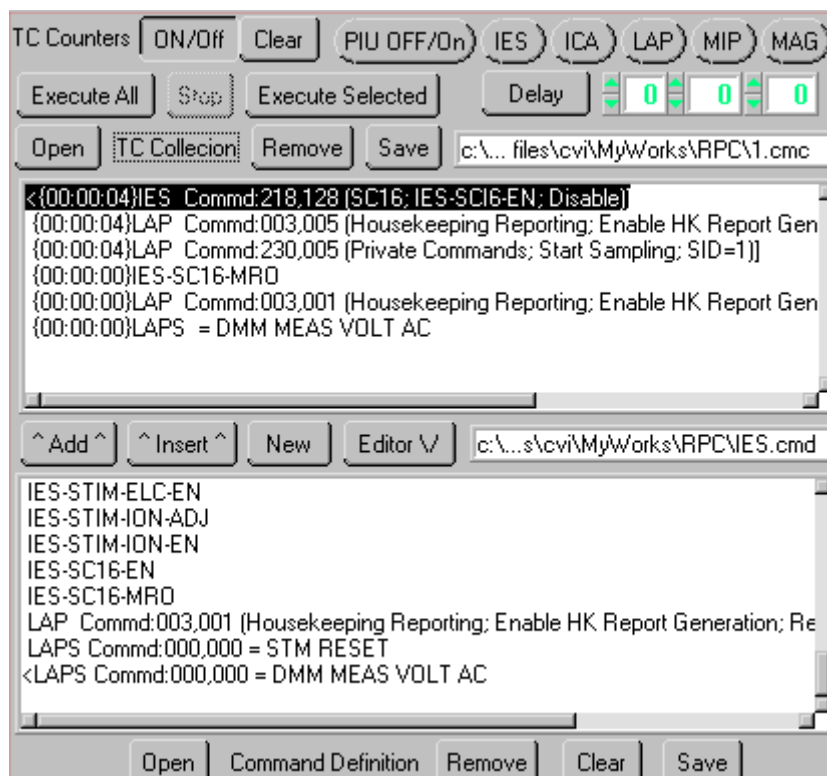 TC Counters ON/Off Clear PIU OFF/On IES ICA LAP MIP MAG
Execute All Stop Execute Selected Delay 0 0 0
Open TC Collecion Remove Save c:\... files\cvi\MyWorks\RPC\1.cmc
<{00:00:04}IES Commd:218,128 (SC16; IES-SCI6-EN; Disable)]
{00:00:04}LAP Commd:003,005 (Housekeeping Reporting; Enable HK Report Gen
{00:00:04}LAP Commd:230,005 (Private Commands; Start Sampling; SID=1)]
{00:00:00}IES-SC16-MRO
{00:00:00}LAP Commd:003,001 (Housekeeping Reporting; Enable HK Report Gen
{00:00:00}LAPS = DMM MEAS VOLT AC
^ Add ^ ^ Insert ^ New Editor \/ c:\...s\cvi\MyWorks\RPC\IES.cmd
IES-STIM-ELC-EN
IES-STIM-ION-ADJ
IES-STIM-ION-EN
IES-SC16-EN
IES-SC16-MRO
LAP Commd:003,001 (Housekeeping Reporting; Enable HK Report Generation; Re
LAPS Commd:000,000 = STM RESET
<LAPS Commd:000,000 = DMM MEAS VOLT AC
Open Command Definition Remove Clear Save